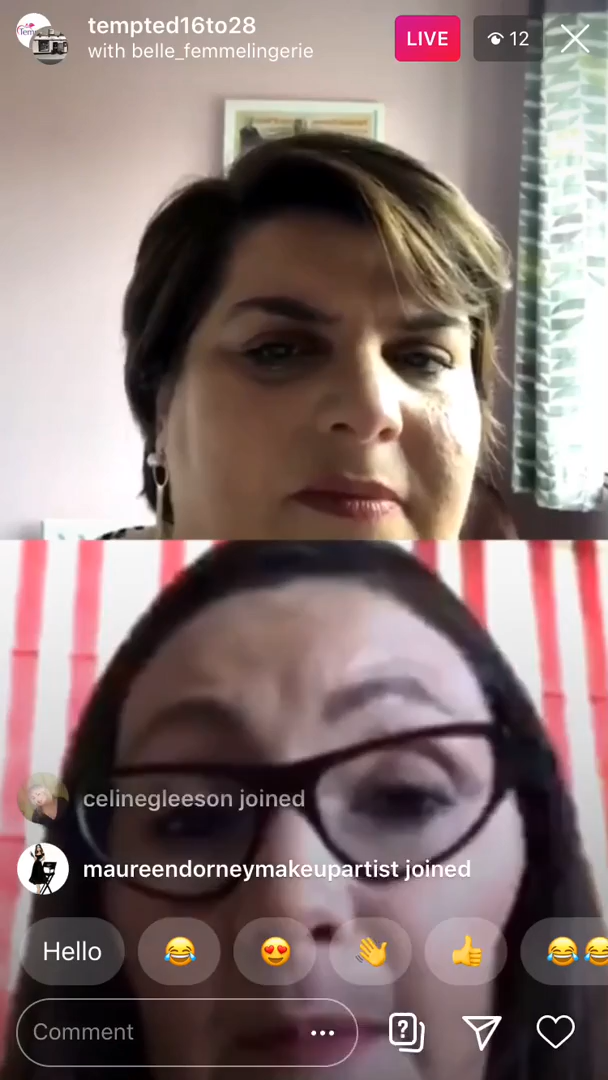 tempted16to28
with belle_femmelingerie
LIVE
12
celinegleeson joined
maureendorneymakeupartist joined
Hello
Comment